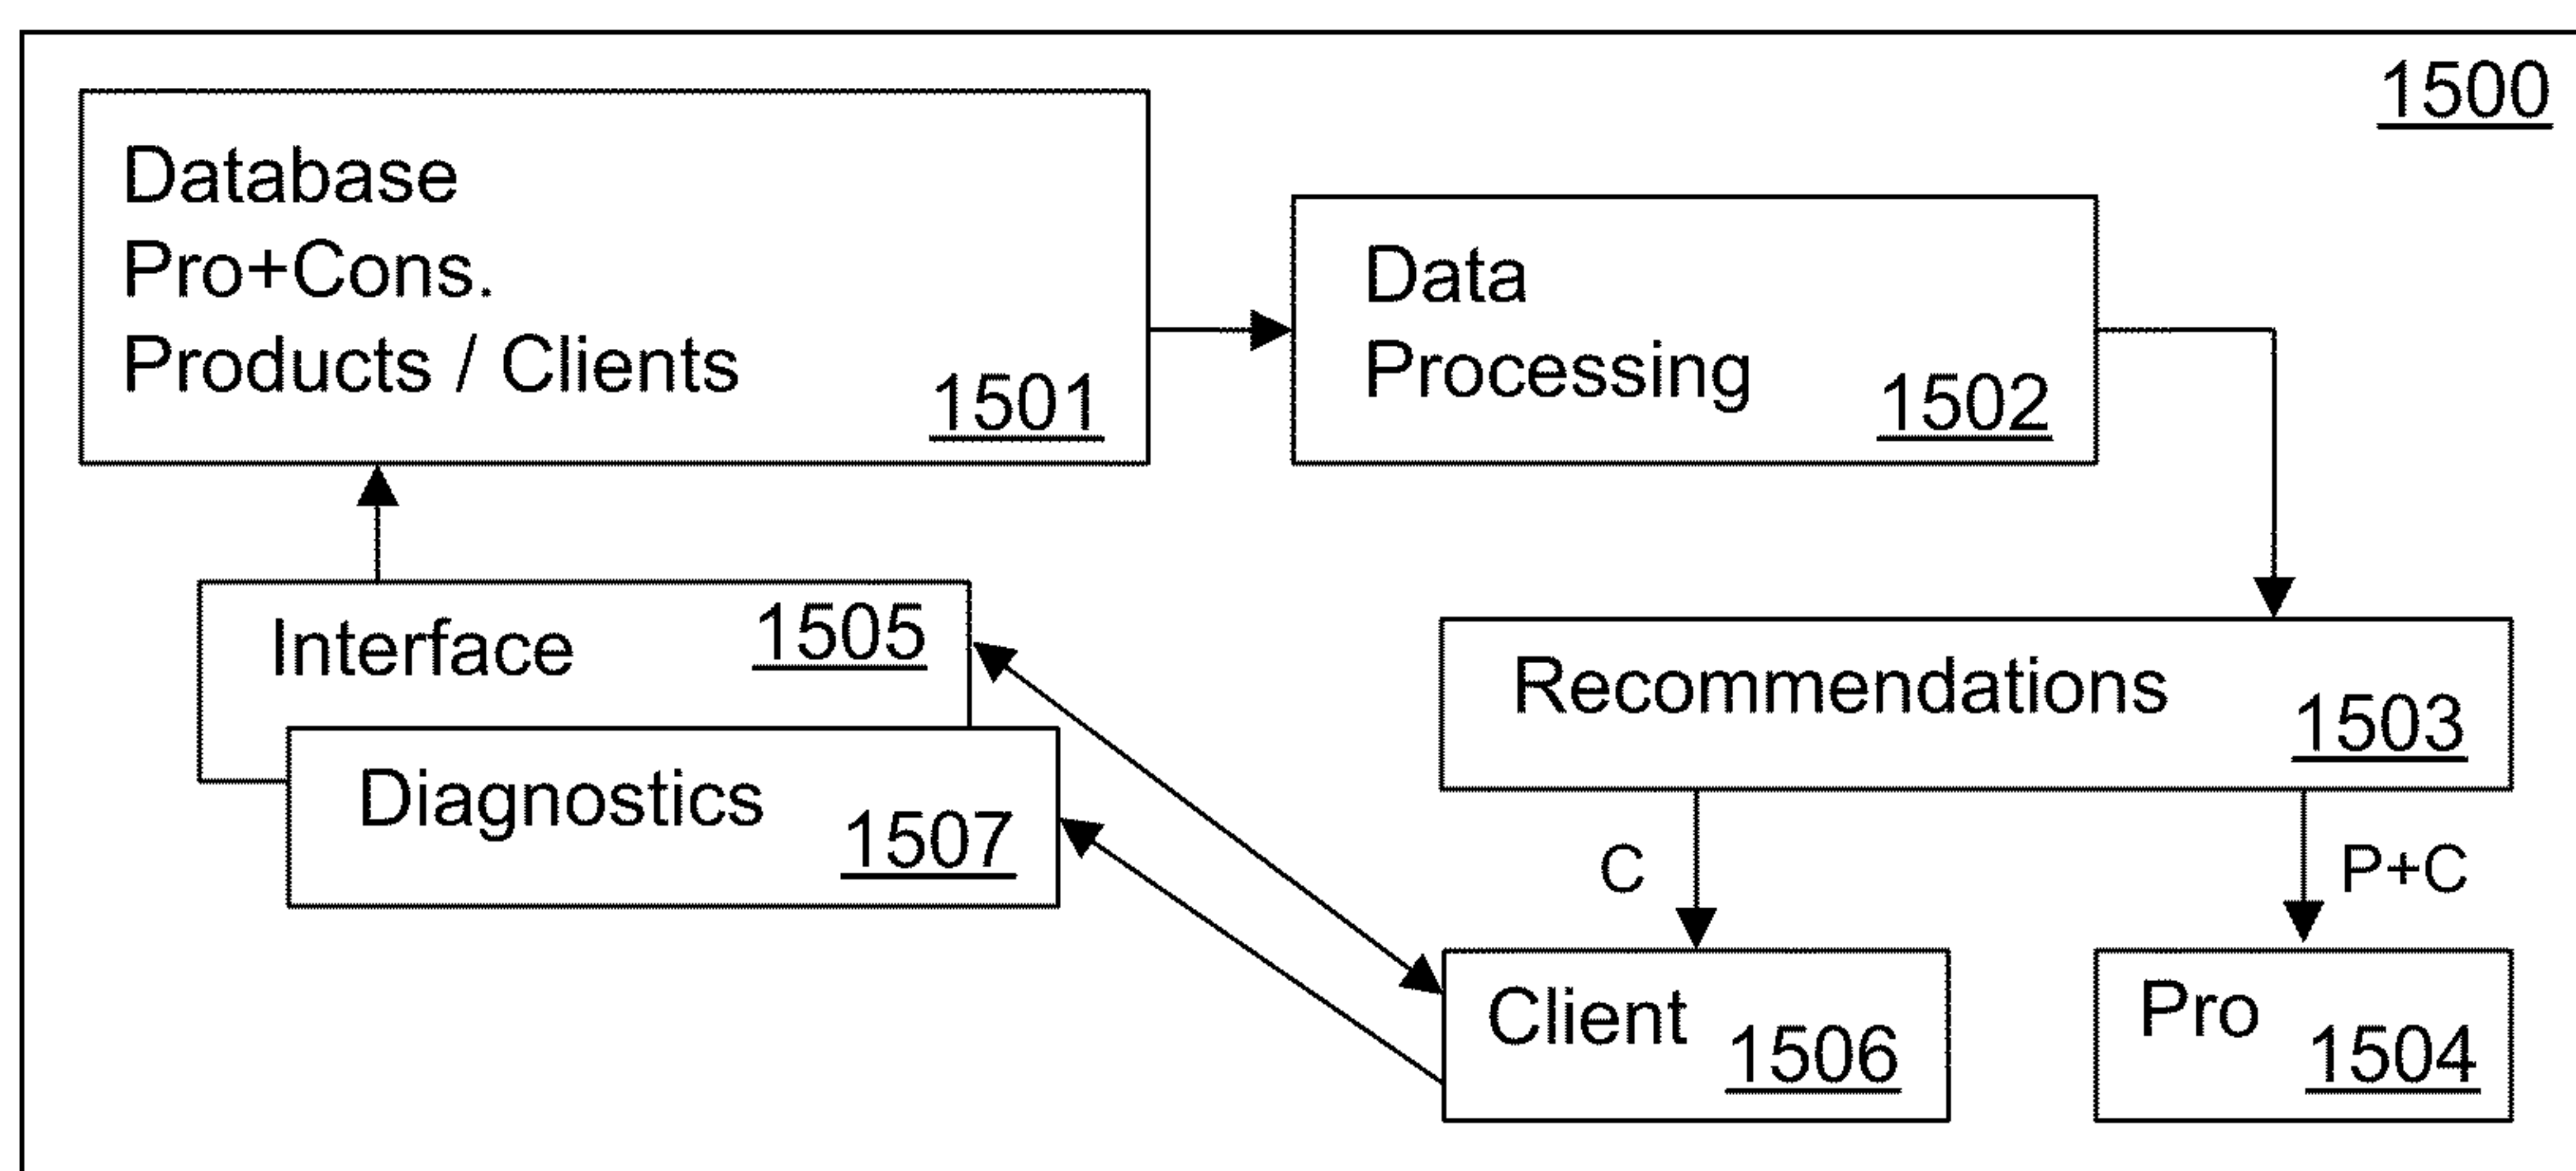 1500
Database
Pro+Cons.
Products / Clients
1501
Data
Processing
1502
Interface
1505
Diagnostics
1507
Recommendations
1503
C
P+C
Client
1506
Pro
1504